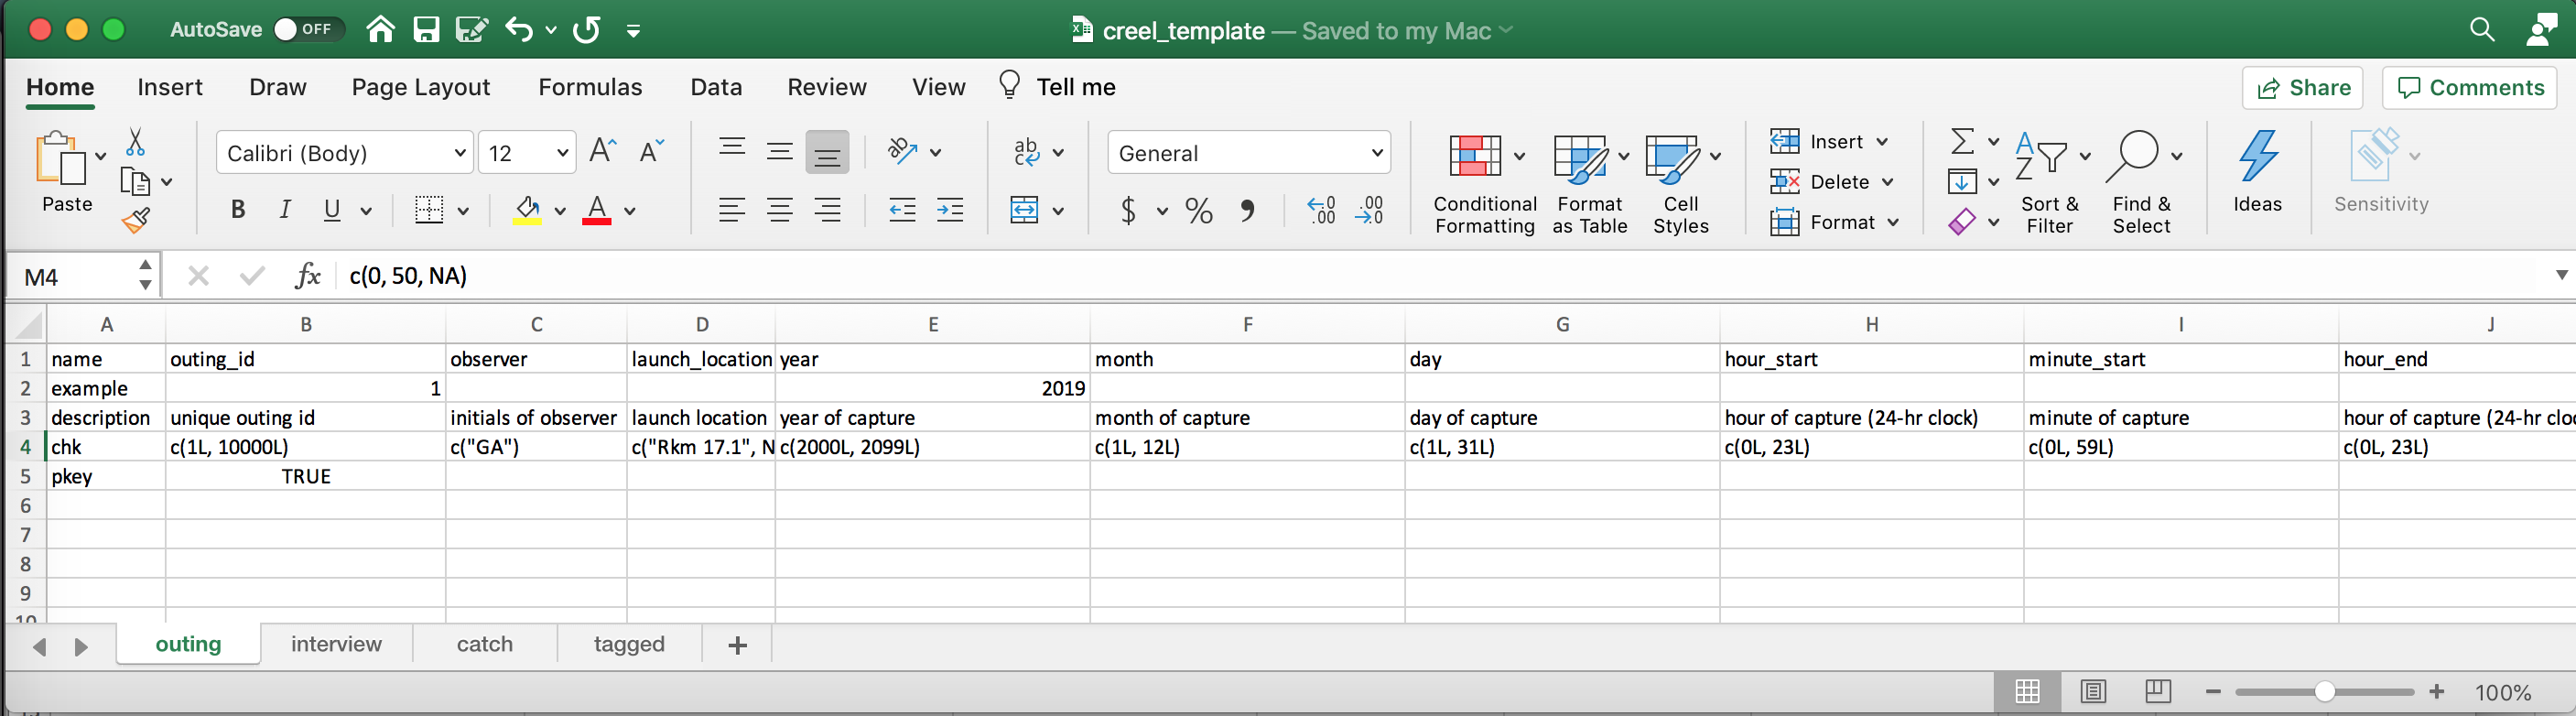 AutoSave OFF creel_template — Saved to my Mac
Home Insert Draw Page Layout Formulas Data Review View Tell me Share Comments
Paste
Calibri (Body) 12
B I U
A
ab
General
$ % .00 .00
Conditional Formatting
Format as Table
Cell Styles
Insert
Delete
Format
Sort & Filter
Find & Select
Ideas
Sensitivity
M4 fx c(0, 50, NA)
A B C D E F G H I J
1 name outing_id observer launch_location year month day hour_start minute_start hour_end
2 example 1 2019
3 description unique outing id initials of observer launch location year of capture month of capture day of capture hour of capture (24-hr clock) minute of capture hour of capture (24-hr cloc
4 chk c(1L, 10000L) c("GA") c("Rkm 17.1", N c(2000L, 2099L) c(1L, 12L) c(1L, 31L) c(0L, 23L) c(0L, 59L) c(0L, 23L)
5 pkey TRUE
6
7
8
9
10
outing interview catch tagged +
100%